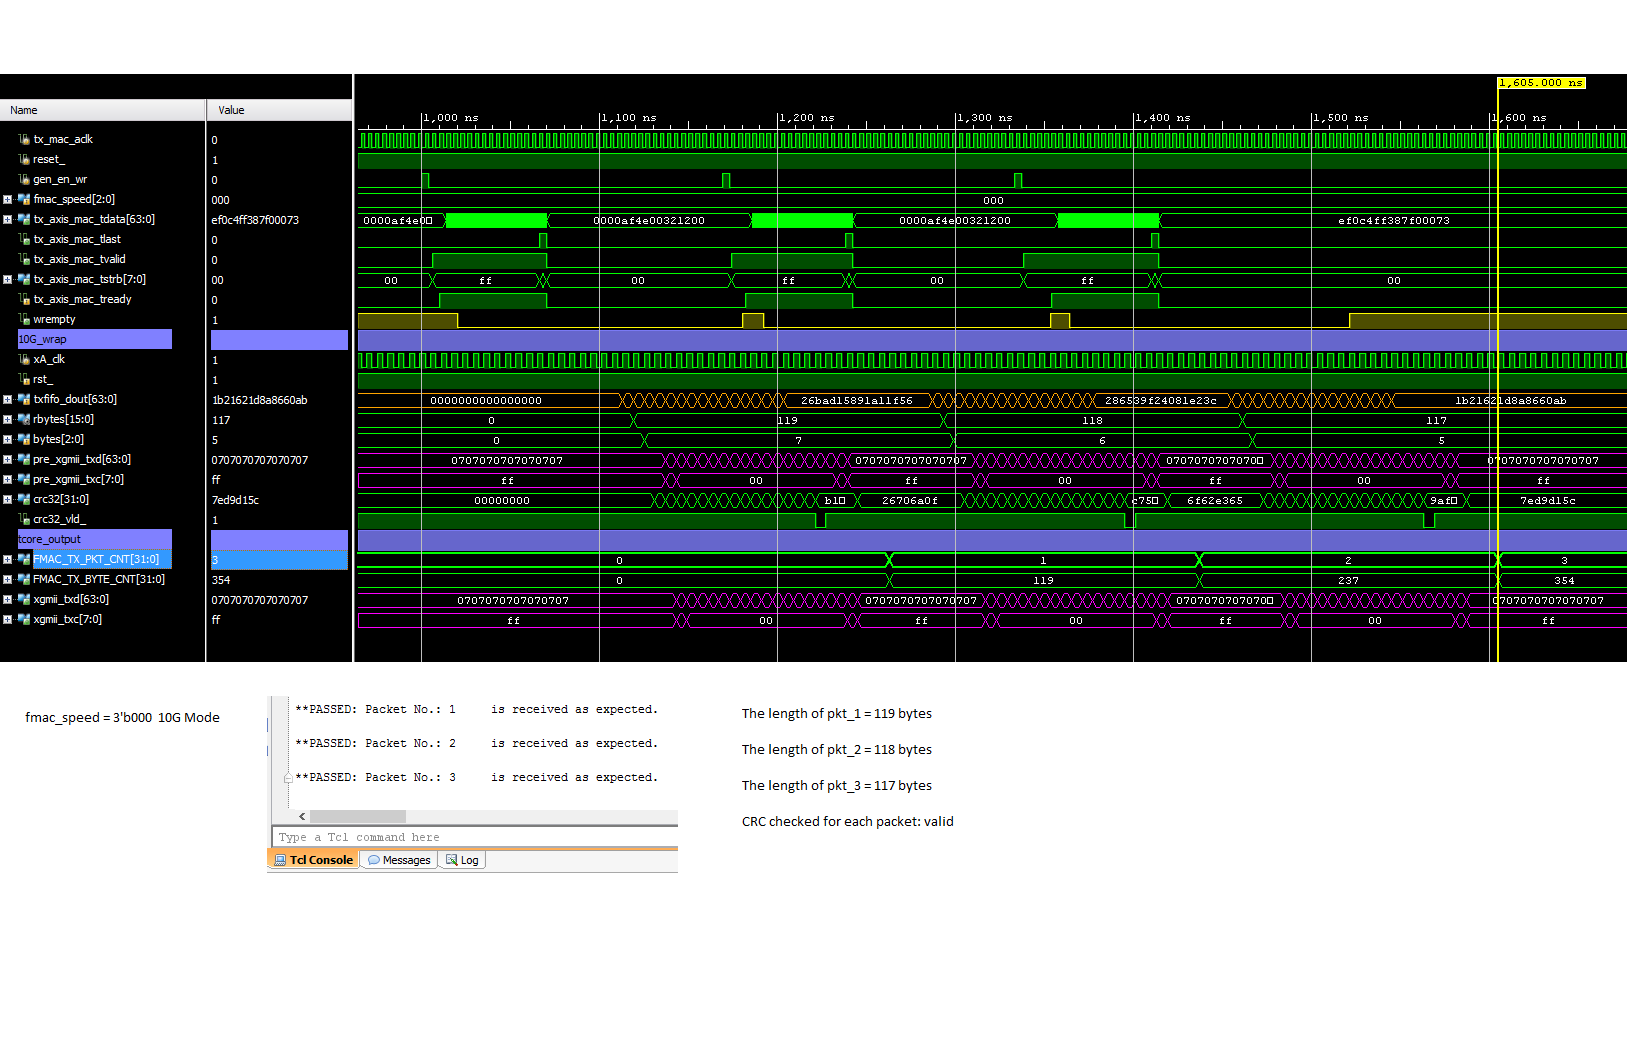 1,605.000 ns
Name Value
1,000 ns 1,100 ns 1,200 ns 1,300 ns 1,400 ns 1,500 ns 1,600 ns
tx_mac_aclk 0
reset_ 1
gen_en_wr 0
fmac_speed[2:0] 000 000
tx_axis_mac_tdata[63:0] ef0c4ff387f00073 0000af4e0 0000af4e00321200 0000af4e00321200 ef0c4ff387f00073
tx_axis_mac_tlast 0
tx_axis_mac_tvalid 0
tx_axis_mac_tstrb[7:0] 00 00 ff 00 ff 00 ff 00
tx_axis_mac_tready 0
wrempty 1
10G_wrap
xA_clk 1
rst_ 1
txfifo_dout[63:0] 1b21621d8a8660ab 0000000000000000 26bad15891a11f56 286539f24081e23c 1b21621d8a8660ab
rbytes[15:0] 117 0 119 118 117
bytes[2:0] 5 0 7 6 5
pre_xgmii_txd[63:0] 0707070707070707 0707070707070707 0707070707070707 0707070707070 0707070707070707
pre_xgmii_txc[7:0] ff ff 00 ff 00 ff 00 ff
crc32[31:0] 7ed9d15c 00000000 b1 26706a0f c75 6f62e365 9af 7ed9d15c
crc32_vld_ 1
tcore_output
FMAC_TX_PKT_CNT[31:0] 3 0 1 2 3
FMAC_TX_BYTE_CNT[31:0] 354 0 119 237 354
xgmii_txd[63:0] 0707070707070707 0707070707070707 0707070707070707 0707070707070 0707070707070707
xgmii_txc[7:0] ff ff 00 ff 00 ff 00 ff
fmac_speed = 3'b000 10G Mode
**PASSED: Packet No.: 1 is received as expected.
**PASSED: Packet No.: 2 is received as expected.
**PASSED: Packet No.: 3 is received as expected.
Type a Tcl command here
Tcl Console Messages Log
The length of pkt_1 = 119 bytes
The length of pkt_2 = 118 bytes
The length of pkt_3 = 117 bytes
CRC checked for each packet: valid